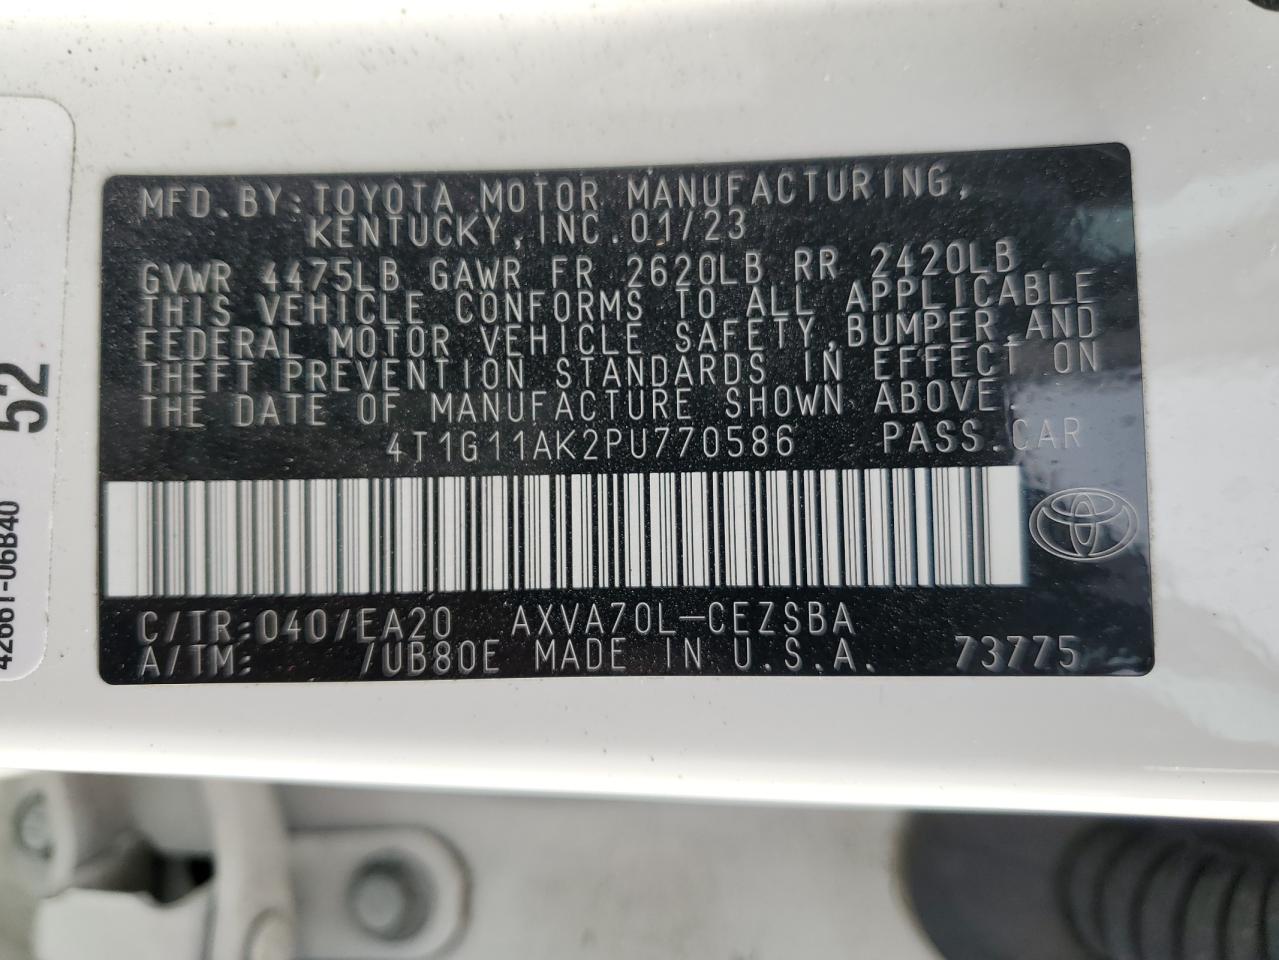 MFD. BY: TOYOTA MOTOR MANUFACTURING,
KENTUCKY, INC. 01/23
GVWR 4475LB GAWR FR 2620LB RR 2420LB
THIS VEHICLE CONFORMS TO ALL APPLICABLE
FEDERAL MOTOR VEHICLE SAFETY, BUMPER, AND
THEFT PREVENTION STANDARDS IN EFFECT ON
THE DATE OF MANUFACTURE SHOWN ABOVE.
4T1G11AK2PU770586 PASS. CAR
C/TR: 040/EA20 AXVA70L-CEZSBA
A/TM: /UB80E MADE IN U.S.A. 73775
52
42661-06B40